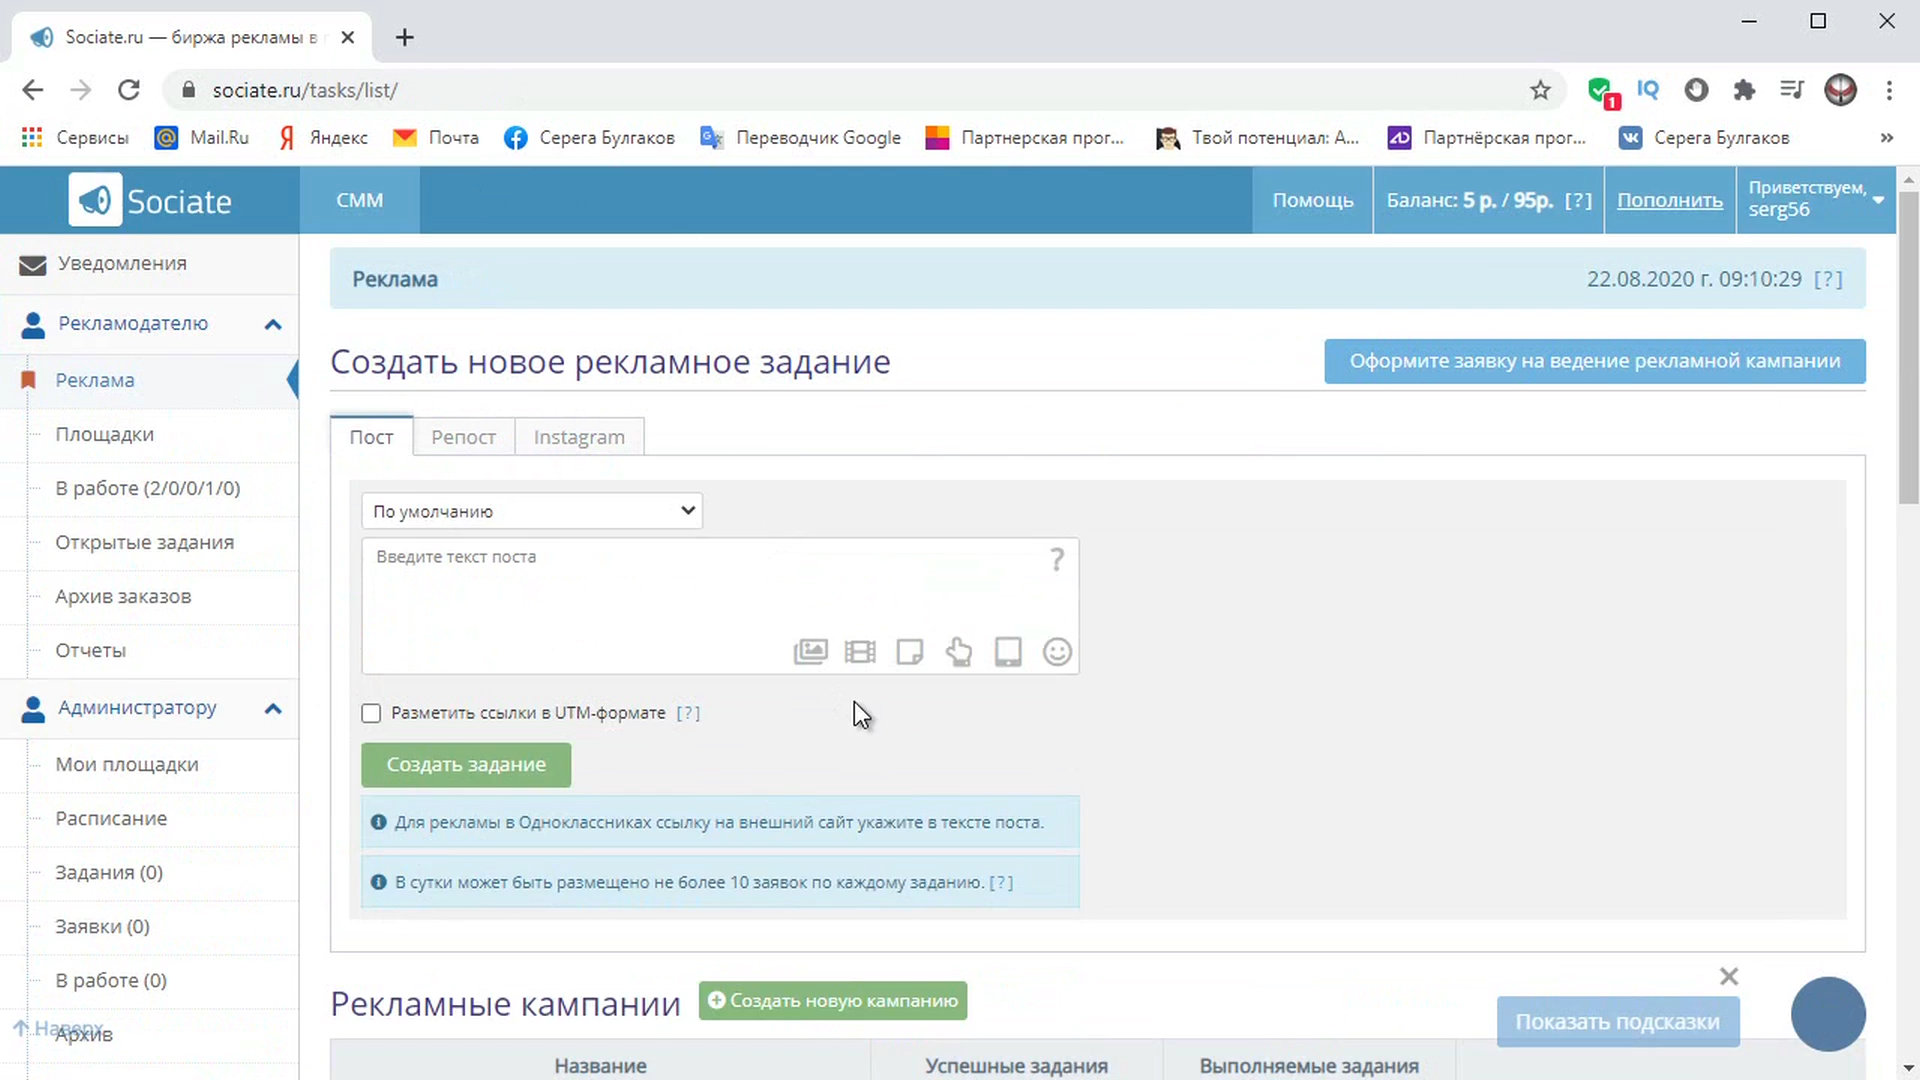 Sociate.ru — биржа рекламы в
sociate.ru/tasks/list/
1
IQ
Сервисы
Mail.Ru
Яндекс
Почта
Серега Булгаков
Переводчик Google
Партнерская прог...
Твой потенциал: А...
Партнёрская прог...
Серега Булгаков
»
Sociate
СММ
Помощь
Баланс: 5 р. / 95р. [?]
Пополнить
Приветствуем,
serg56
Уведомления
Рекламодателю
Реклама
Площадки
В работе (2/0/0/1/0)
Открытые задания
Архив заказов
Отчеты
Администратору
Мои площадки
Расписание
Задания (0)
Заявки (0)
В работе (0)
Наверх
Архив
Реклама
22.08.2020 г. 09:10:29 [?]
Создать новое рекламное задание
Оформите заявку на ведение рекламной кампании
Пост
Репост
Instagram
По умолчанию
Введите текст поста
?
Разметить ссылки в UTM-формате [?]
Создать задание
Для рекламы в Одноклассниках ссылку на внешний сайт укажите в тексте поста.
В сутки может быть размещено не более 10 заявок по каждому заданию. [?]
Рекламные кампании
Создать новую кампанию
Показать подсказки
Название
Успешные задания
Выполняемые задания